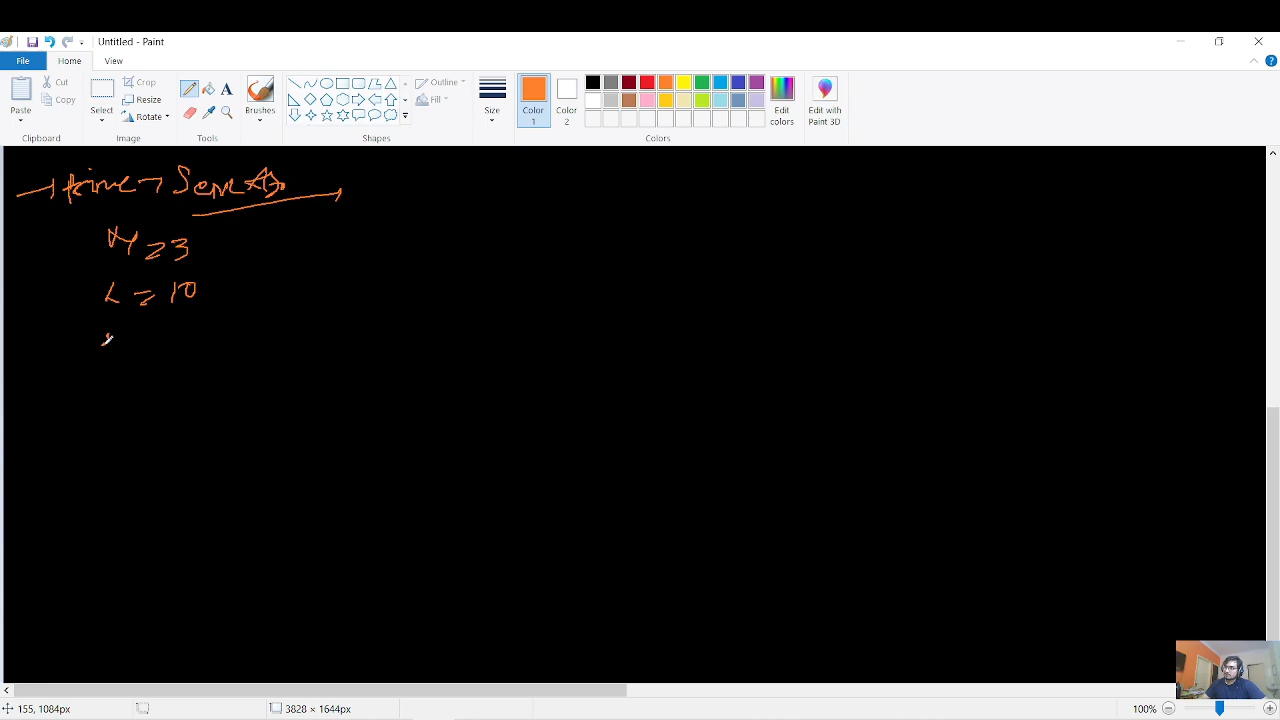 Untitled - Paint
File Home View
Paste
Cut
Copy
Clipboard
Select
Crop
Resize
Rotate
Image
Tools
Brushes
Shapes
Outline
Fill
Size
Color 1
Color 2
Colors
Edit colors
Edit with Paint 3D
= 3
L = 10
155, 1084px
3828 × 1644px
100%